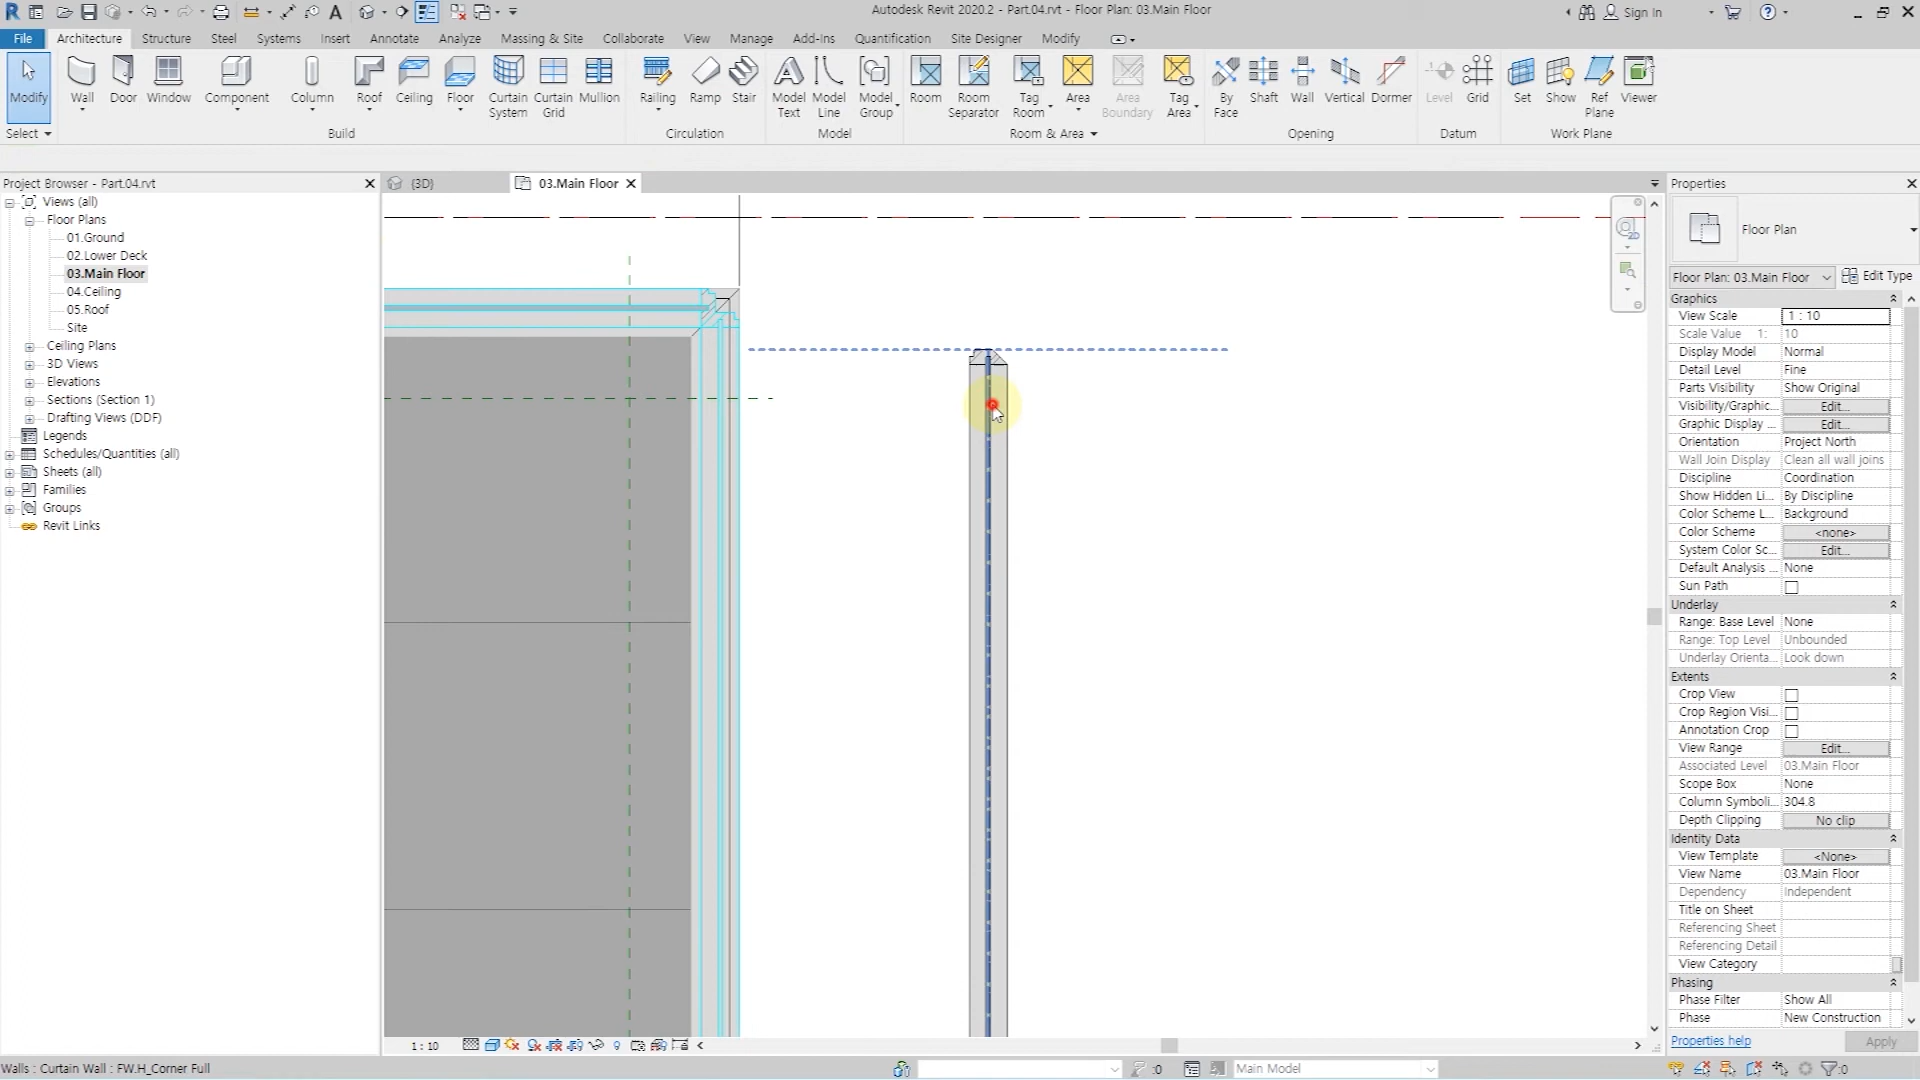 Autodesk Revit 2020.2 - Part.04.rvt - Floor Plan: 03.Main Floor
Sign In
File Architecture Structure Steel Systems Insert Annotate Analyze Massing & Site Collaborate View Manage Add-Ins Quantification Site Designer Modify
Modify Wall Door Window Component Column Roof Ceiling Floor Curtain System Curtain Grid Mullion Railing Ramp Stair Model Text Model Line Model Group Room Room Separator Tag Room Area Area Boundary Tag Area By Face Shaft Wall Vertical Dormer Level Grid Set Show Ref Plane Viewer
Select Build Circulation Model Room & Area Opening Datum Work Plane
Project Browser - Part.04.rvt
(3D)
03.Main Floor
Properties
Views (all)
Floor Plans
01.Ground
02.Lower Deck
03.Main Floor
04.Ceiling
05.Roof
Site
Ceiling Plans
3D Views
Elevations
Sections (Section 1)
Drafting Views (DDF)
Legends
Schedules/Quantities (all)
Sheets (all)
Families
Groups
Revit Links
2D
Floor Plan
Floor Plan: 03.Main Floor Edit Type
Graphics
View Scale 1 : 10
Scale Value 1: 10
Display Model Normal
Detail Level Fine
Parts Visibility Show Original
Visibility/Graphic... Edit...
Graphic Display ... Edit...
Orientation Project North
Wall Join Display Clean all wall joins
Discipline Coordination
Show Hidden Li... By Discipline
Color Scheme L... Background
Color Scheme <none>
System Color Sc... Edit...
Default Analysis ... None
Sun Path
Underlay
Range: Base Level None
Range: Top Level Unbounded
Underlay Orienta... Look down
Extents
Crop View
Crop Region Visi...
Annotation Crop
View Range Edit...
Associated Level 03.Main Floor
Scope Box None
Column Symboli... 304.8
Depth Clipping No clip
Identity Data
View Template <None>
View Name 03.Main Floor
Dependency Independent
Title on Sheet
Referencing Sheet
Referencing Detail
View Category
Phasing
Phase Filter Show All
Phase New Construction
Properties help Apply
1 : 10
Walls : Curtain Wall : FW.H_Corner Full
:0
Main Model
:0